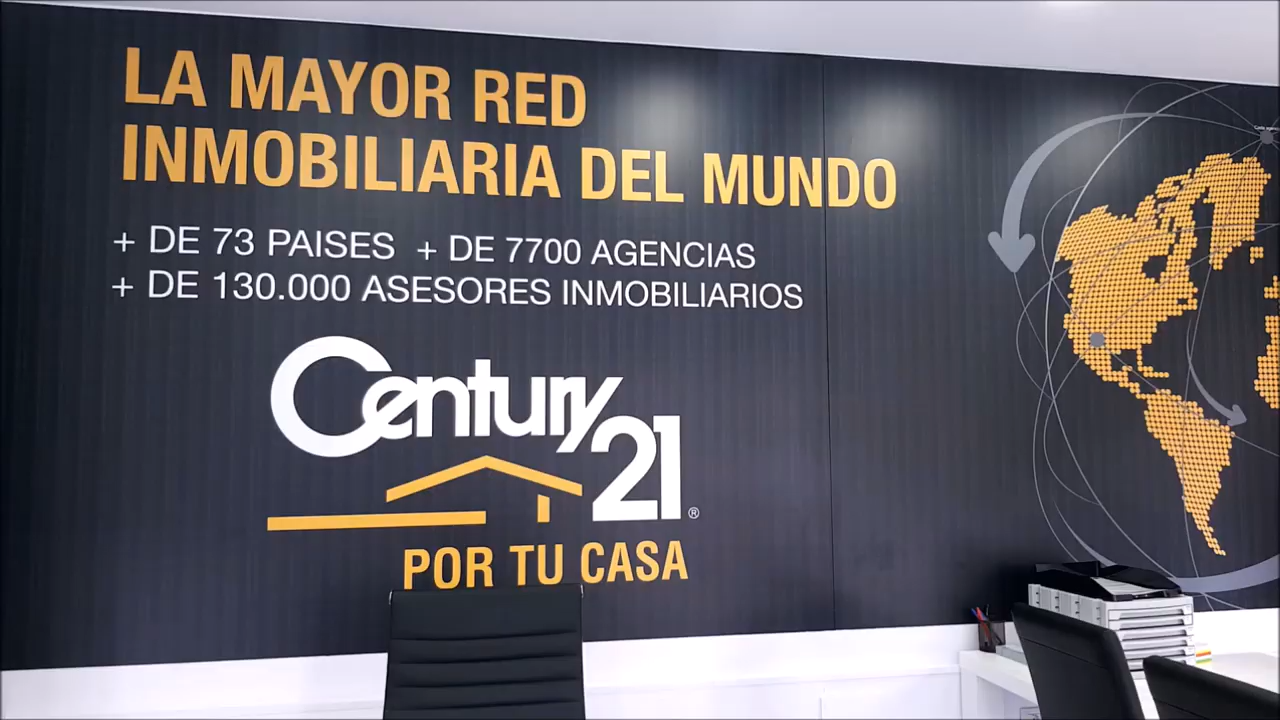 LA MAYOR RED
INMOBILIARIA DEL MUNDO
+ DE 73 PAISES + DE 7700 AGENCIAS
+ DE 130.000 ASESORES INMOBILIARIOS
Century
21®
POR TU CASA